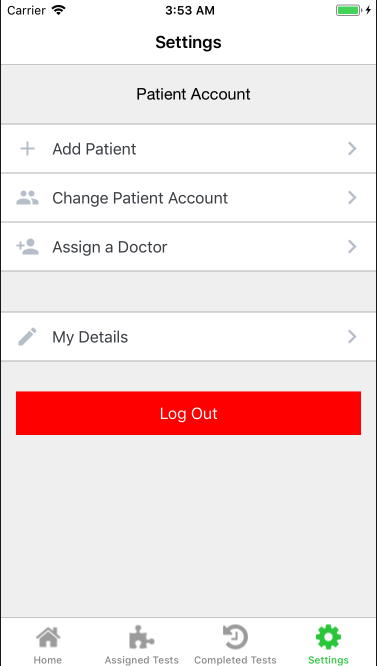 Carrier 3:53 AM
Settings
Patient Account
Add Patient
Change Patient Account
Assign a Doctor
My Details
Log Out
Home Assigned Tests Completed Tests Settings